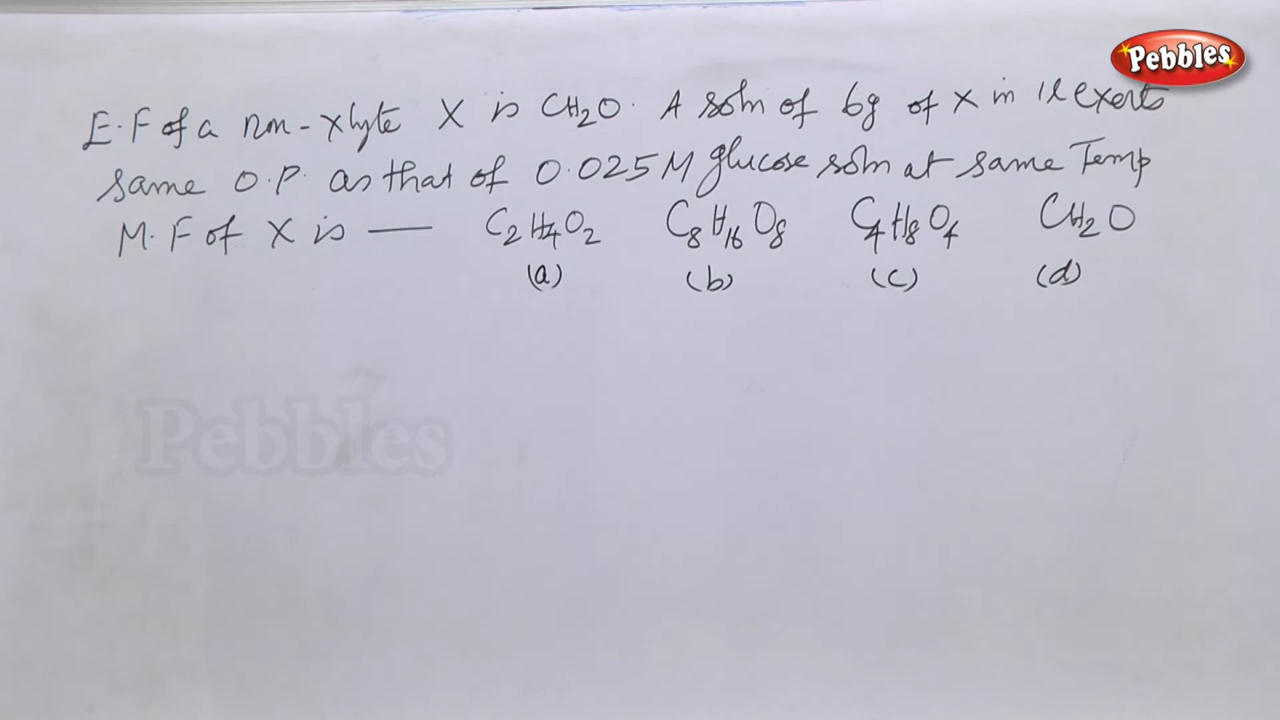 Pebbles
E.F of a non-xlyte X is CH₂O. A soln of 6g of X in 1l exerts
same O.P. as that of 0.025M glucose soln at same Temp
M.F of X is — C₂H₄O₂ C₈H₁₆O₈ C₄H₈O₄ CH₂O
(a) (b) (c) (d)
Pebbles